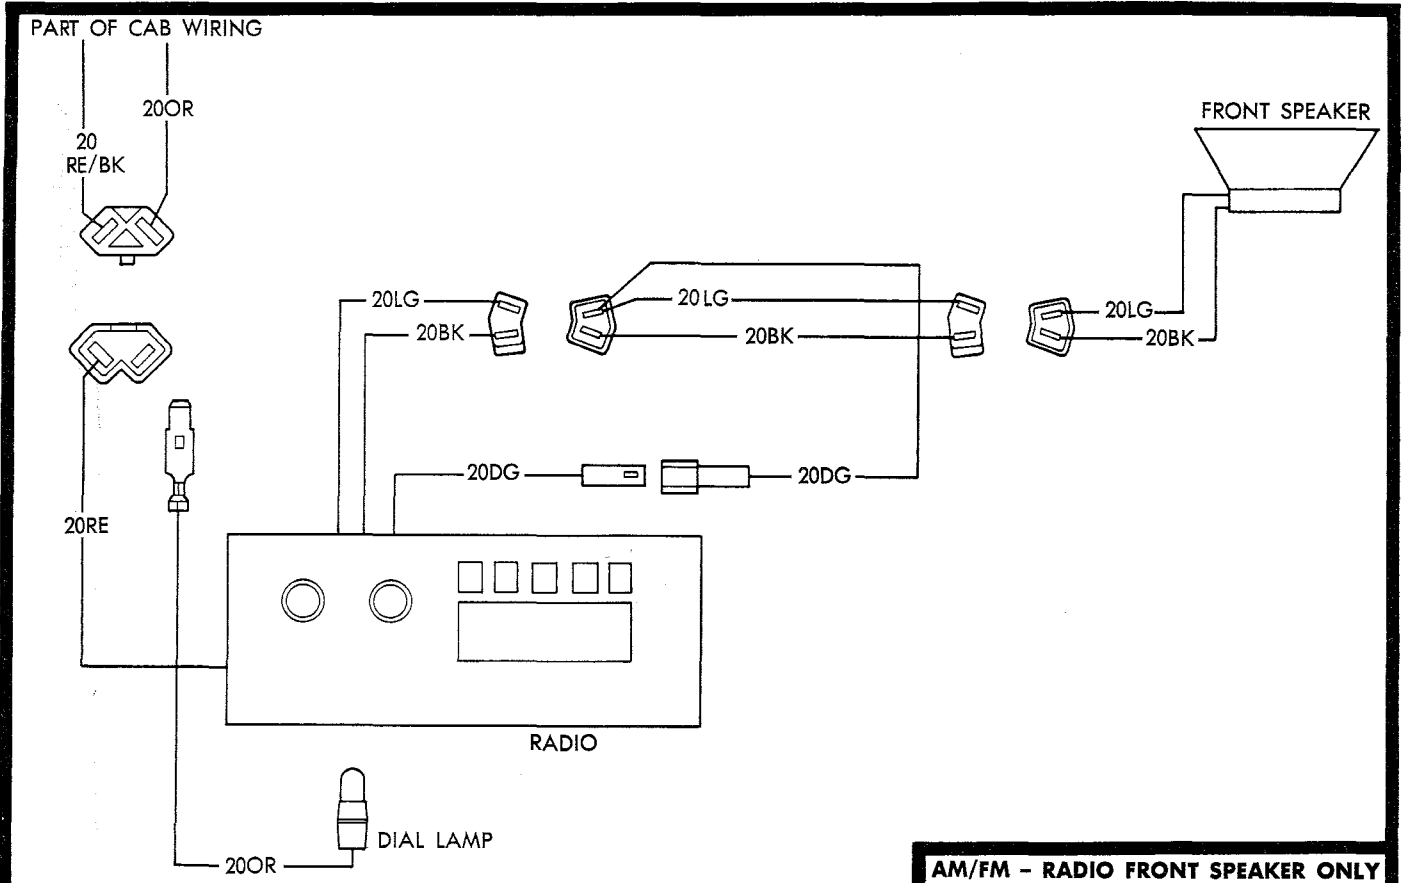 PART OF CAB WIRING
20OR
20
RE/BK
FRONT SPEAKER
20LG
20LG
20LG
20BK
20BK
20BK
20DG
20DG
20RE
RADIO
DIAL LAMP
20OR
AM/FM – RADIO FRONT SPEAKER ONLY